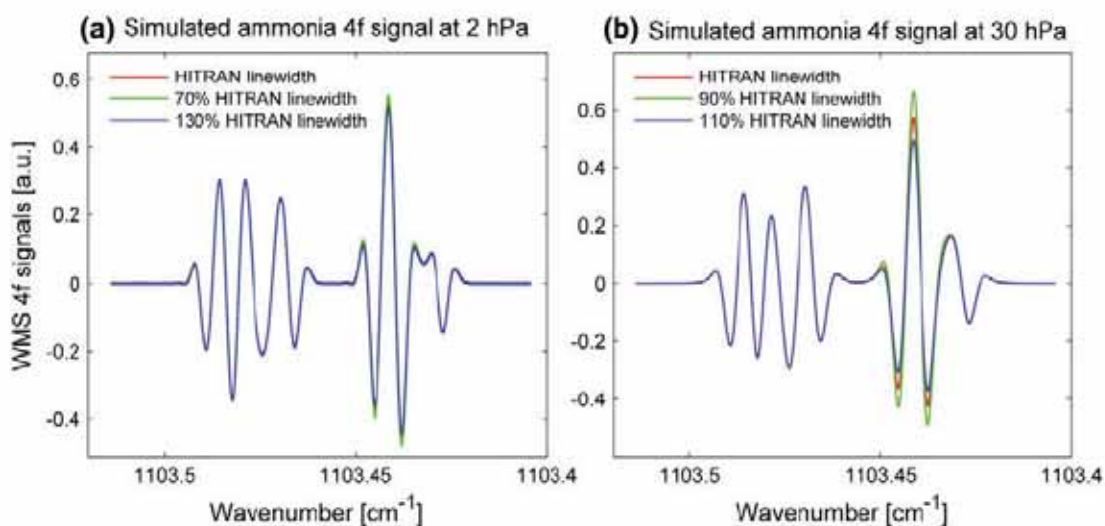 (a) Simulated ammonia 4f signal at 2 hPa
HITRAN linewidth
70% HITRAN linewidth
130% HITRAN linewidth
WMS 4f signals [a.u.]
0.6
0.4
0.2
0
-0.2
-0.4
1103.5
1103.45
1103.4
Wavenumber [cm⁻¹]
(b) Simulated ammonia 4f signal at 30 hPa
HITRAN linewidth
90% HITRAN linewidth
110% HITRAN linewidth
0.6
0.4
0.2
0
-0.2
-0.4
1103.5
1103.45
1103.4
Wavenumber [cm⁻¹]